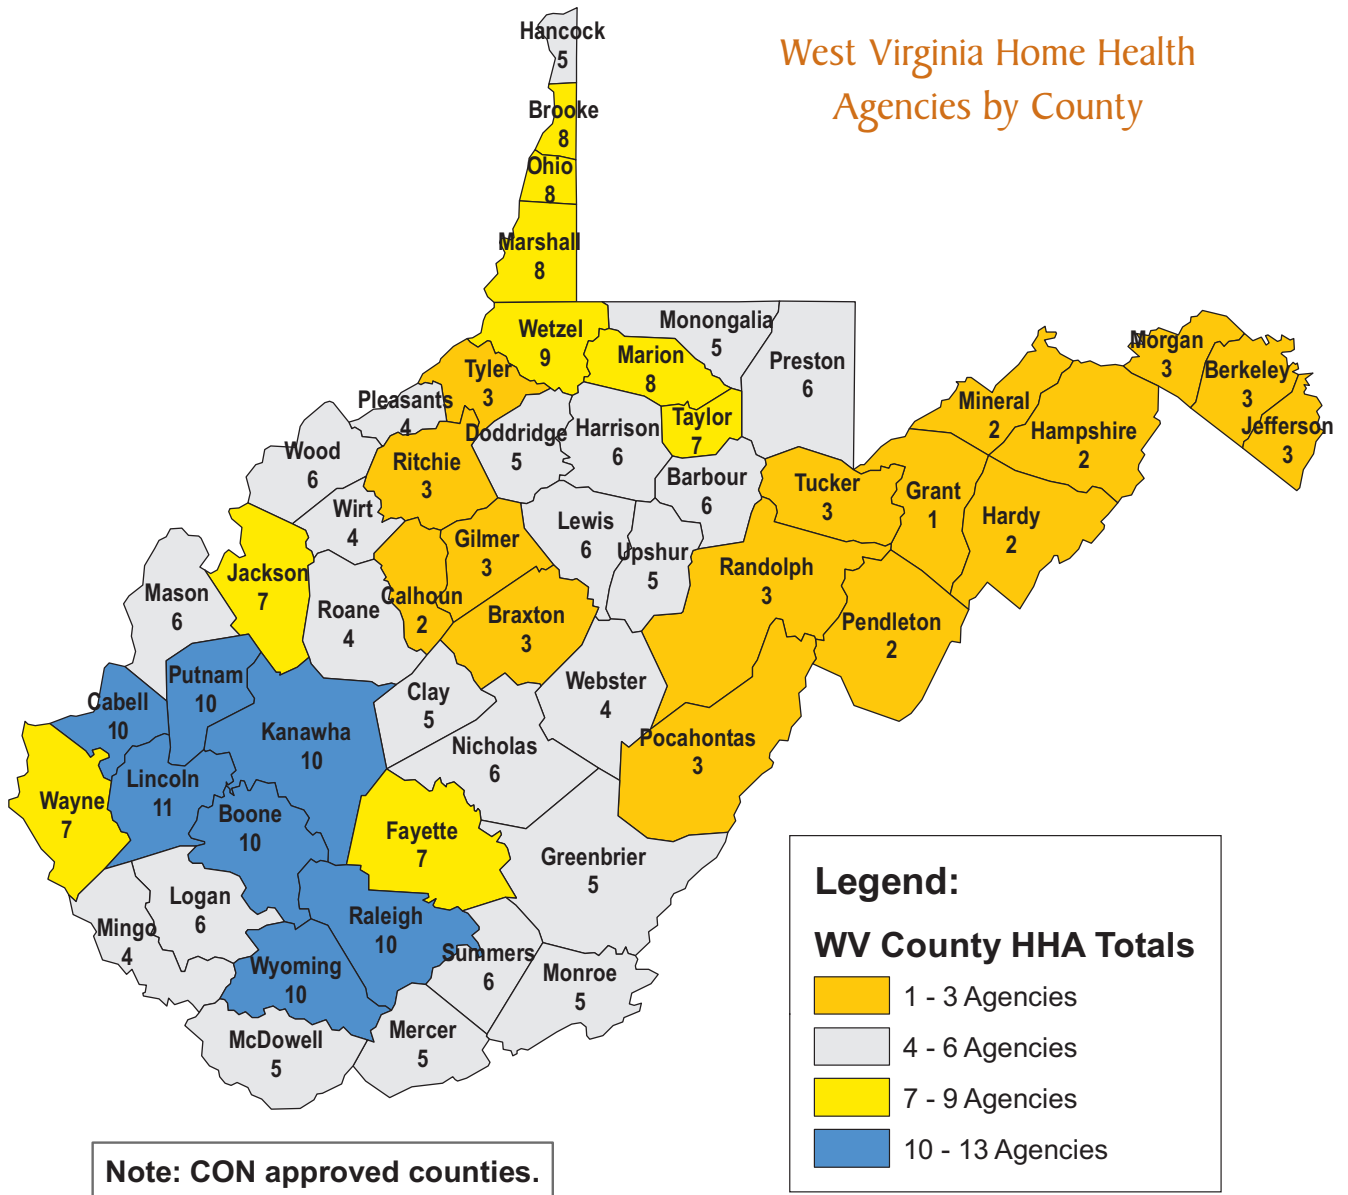 West Virginia Home Health
Agencies by County
Hancock
5
Brooke
8
Ohio
8
Marshall
8
Wetzel
9
Monongalia
5
Marion
8
Preston
6
Tyler
3
Pleasants
4
Doddridge
5
Harrison
6
Taylor
7
Morgan
3
Berkeley
3
Jefferson
3
Mineral
2
Hampshire
2
Wood
6
Ritchie
3
Barbour
6
Tucker
3
Grant
1
Hardy
2
Wirt
4
Gilmer
3
Lewis
6
Upshur
5
Randolph
3
Jackson
7
Mason
6
Roane
4
Calhoun
2
Braxton
3
Pendleton
2
Putnam
10
Cabell
10
Kanawha
10
Clay
5
Webster
4
Nicholas
6
Pocahontas
3
Wayne
7
Lincoln
11
Boone
10
Fayette
7
Greenbrier
5
Logan
6
Mingo
4
Raleigh
10
Wyoming
10
Summers
6
Monroe
5
McDowell
5
Mercer
5
Legend:
WV County HHA Totals
1 - 3 Agencies
4 - 6 Agencies
7 - 9 Agencies
10 - 13 Agencies
Note: CON approved counties.